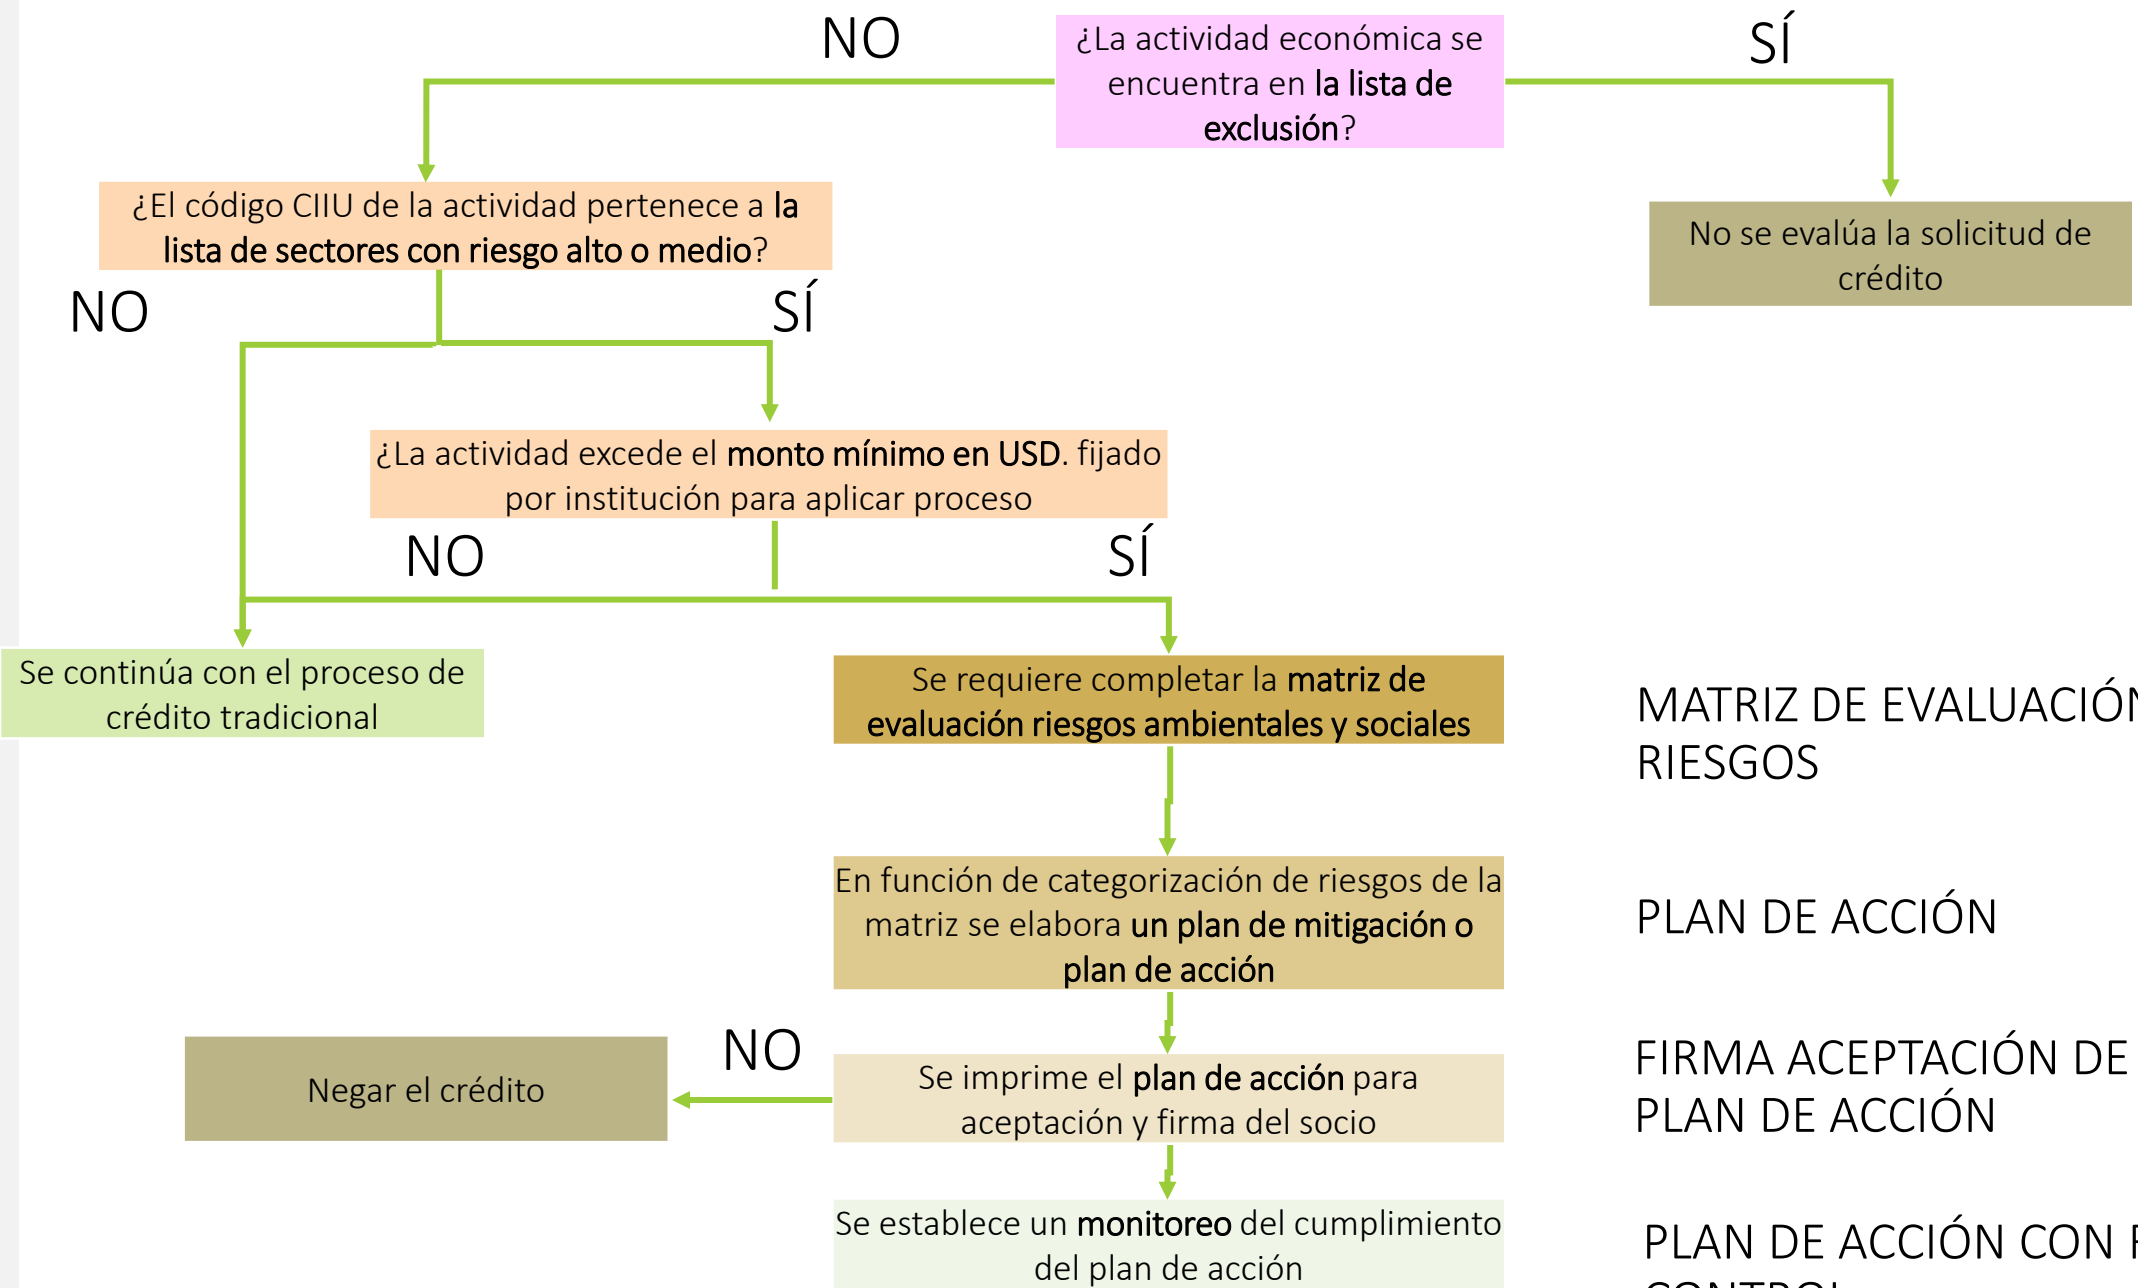 NO
¿La actividad económica se
encuentra en la lista de
exclusión?
SÍ
¿El código CIIU de la actividad pertenece a la
lista de sectores con riesgo alto o medio?
No se evalúa la solicitud de
crédito
NO
SÍ
¿La actividad excede el monto mínimo en USD. fijado
por institución para aplicar proceso
NO
SÍ
Se continúa con el proceso de
crédito tradicional
Se requiere completar la matriz de
evaluación riesgos ambientales y sociales
MATRIZ DE EVALUACIÓN
RIESGOS
En función de categorización de riesgos de la
matriz se elabora un plan de mitigación o
plan de acción
PLAN DE ACCIÓN
Negar el crédito
NO
Se imprime el plan de acción para
aceptación y firma del socio
FIRMA ACEPTACIÓN DE
PLAN DE ACCIÓN
Se establece un monitoreo del cumplimiento
del plan de acción
PLAN DE ACCIÓN CON
CONTROL